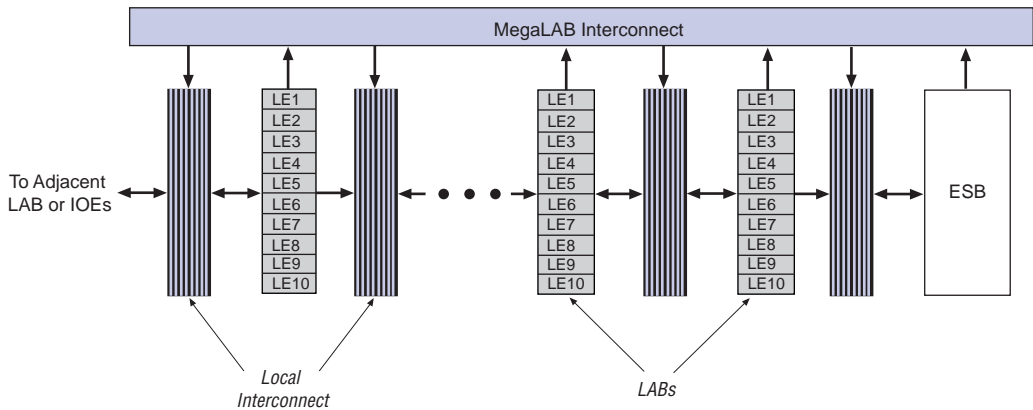 MegaLAB Interconnect
LE1
LE2
LE3
LE4
LE5
LE6
LE7
LE8
LE9
LE10
LE1
LE2
LE3
LE4
LE5
LE6
LE7
LE8
LE9
LE10
LE1
LE2
LE3
LE4
LE5
LE6
LE7
LE8
LE9
LE10
To Adjacent
LAB or IOEs
ESB
Local
Interconnect
LABs